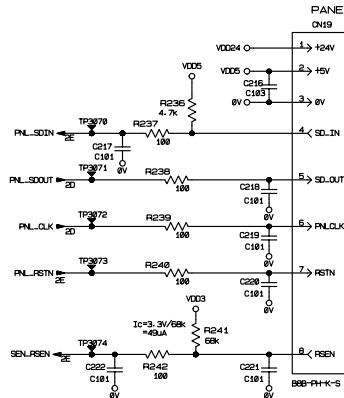 PANE
CN19
VDD24 1 +24V
VDD5 2 +5V
C216
C103
0V 3 0V
VDD5
R236
4.7k
TP3070 R237
PNL_SDIN 2E 4 SD_IN
C217 100
C101
0V
TP3071 R238
PNL_SDOUT 2D 5 SD_OUT
100 C218
C101
0V
TP3072 R239
PNL_CLK 2D 6 PNLCLK
100 C219
C101
0V
TP3073 R240
PNL_RSTN 2E 7 RSTN
100 C220
C101
0V
VDD3
Ic=3.3V/68k
=49uA
R241
68k
TP3074
SEN_RSEN 2E 8 RSEN
C222 R242 C221
C101 100 C101
0V 0V
B8B-PH-K-S